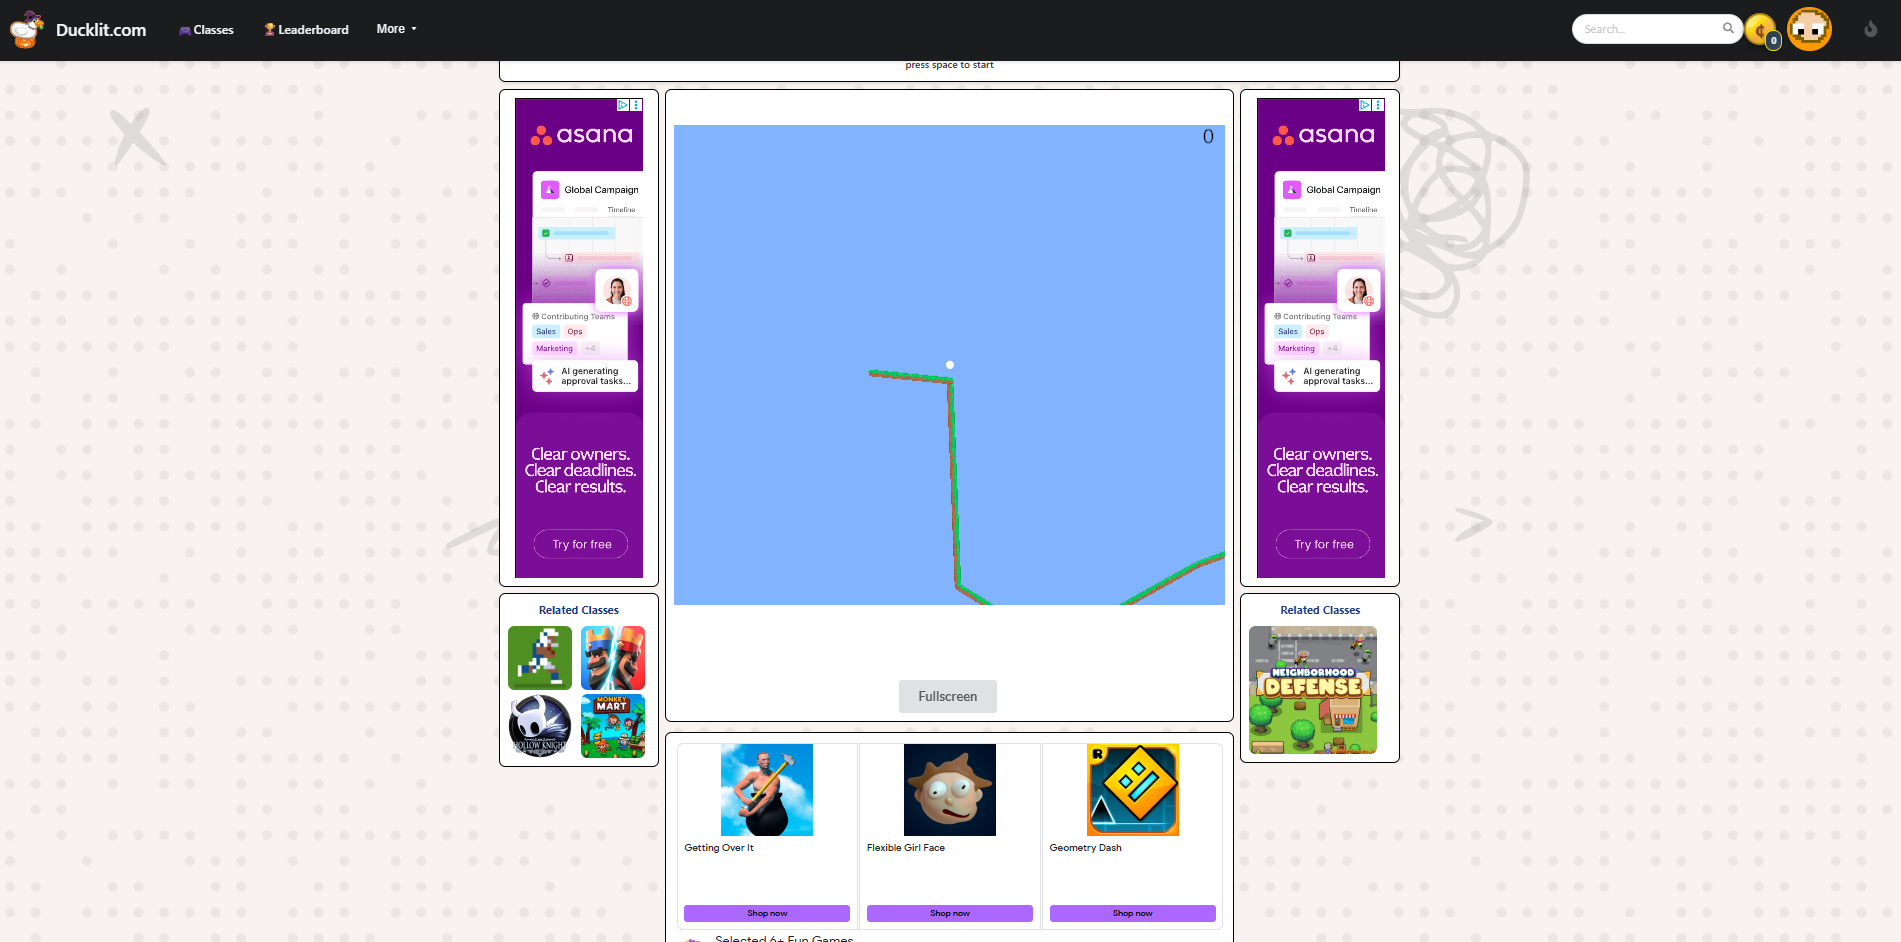 Ducklit.com
Classes
Leaderboard
More
Search...
¢
0
press space to start
asana
Global Campaign
Timeline
Contributing Teams
Sales
Ops
Marketing
+4
AI generating
approval tasks...
Clear owners.
Clear deadlines.
Clear results.
Try for free
0
Fullscreen
asana
Global Campaign
Timeline
Contributing Teams
Sales
Ops
Marketing
+4
AI generating
approval tasks...
Clear owners.
Clear deadlines.
Clear results.
Try for free
Related Classes
HOLLOW KNIGHT
MONKEY
MART
Related Classes
NEIGHBORHOOD
DEFENSE
R
Getting Over It
Flexible Girl Face
Geometry Dash
Shop now
Shop now
Shop now
Selected 6+ Fun Games